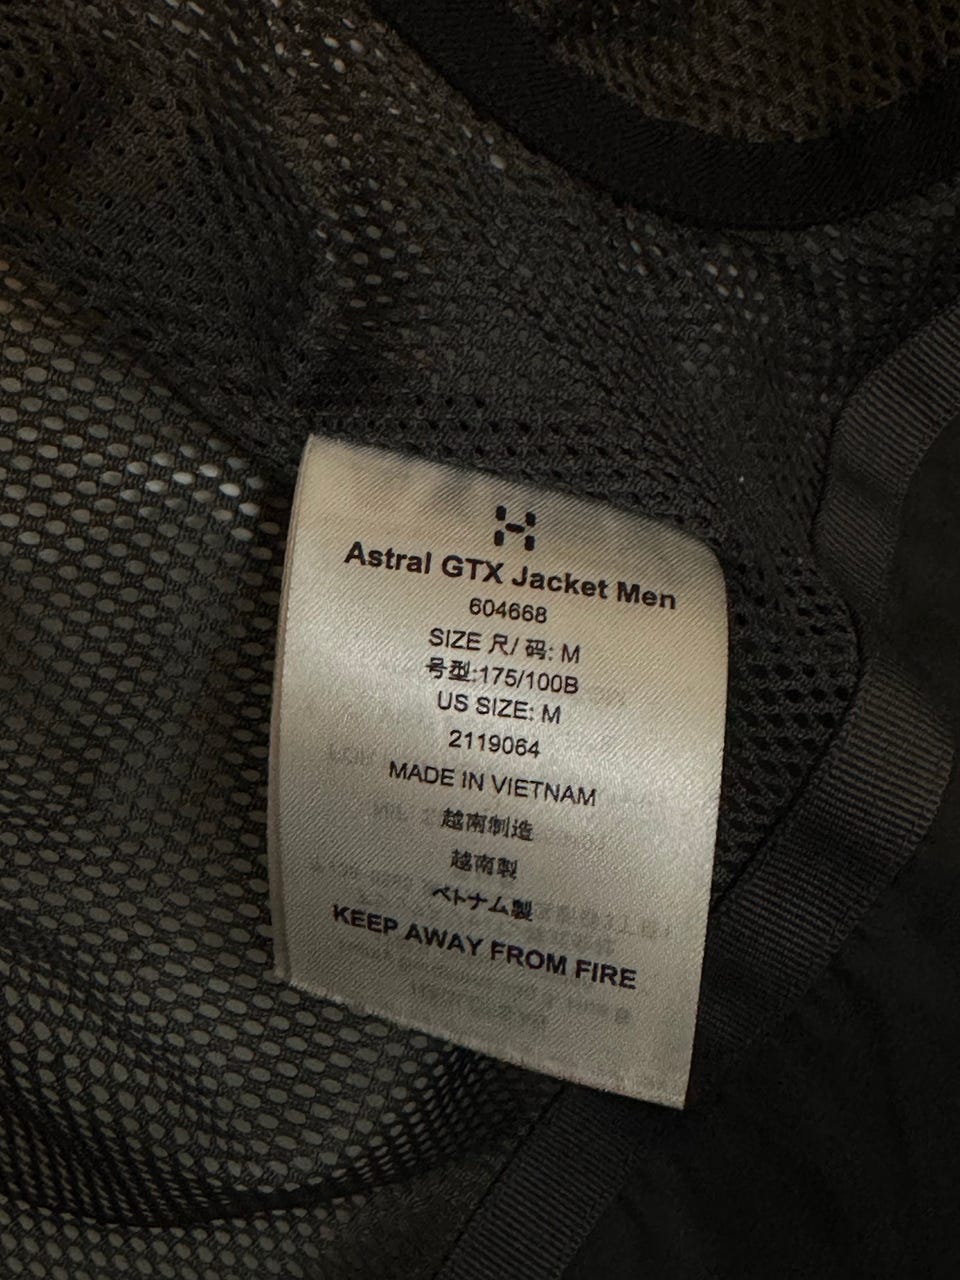 Astral GTX Jacket Men
604668
SIZE 尺/ 码: M
号型:175/100B
US SIZE: M
2119064
MADE IN VIETNAM
越南制造
越南製
ベトナム製
KEEP AWAY FROM FIRE